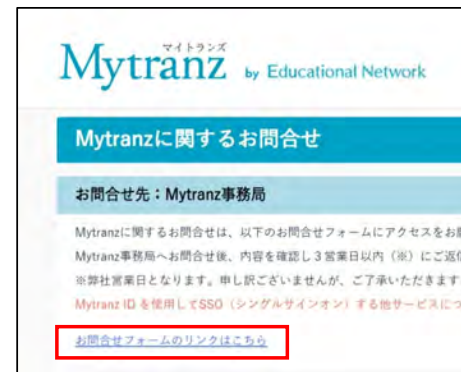 マイトランズ
Mytranz by Educational Network
Mytranzに関するお問合せ
お問合せ先：Mytranz事務局
Mytranzに関するお問合せは、以下のお問合せフォームにアクセスをお
Mytranz事務局へお問合せ後、内容を確認し３営業日以内（※）にご返
※弊社営業日となります。申し訳ございませんが、ご了承いただきます
Mytranz ID を使用してSSO（シングルサインオン）する他サービスにつ
お問合せフォームのリンクはこちら